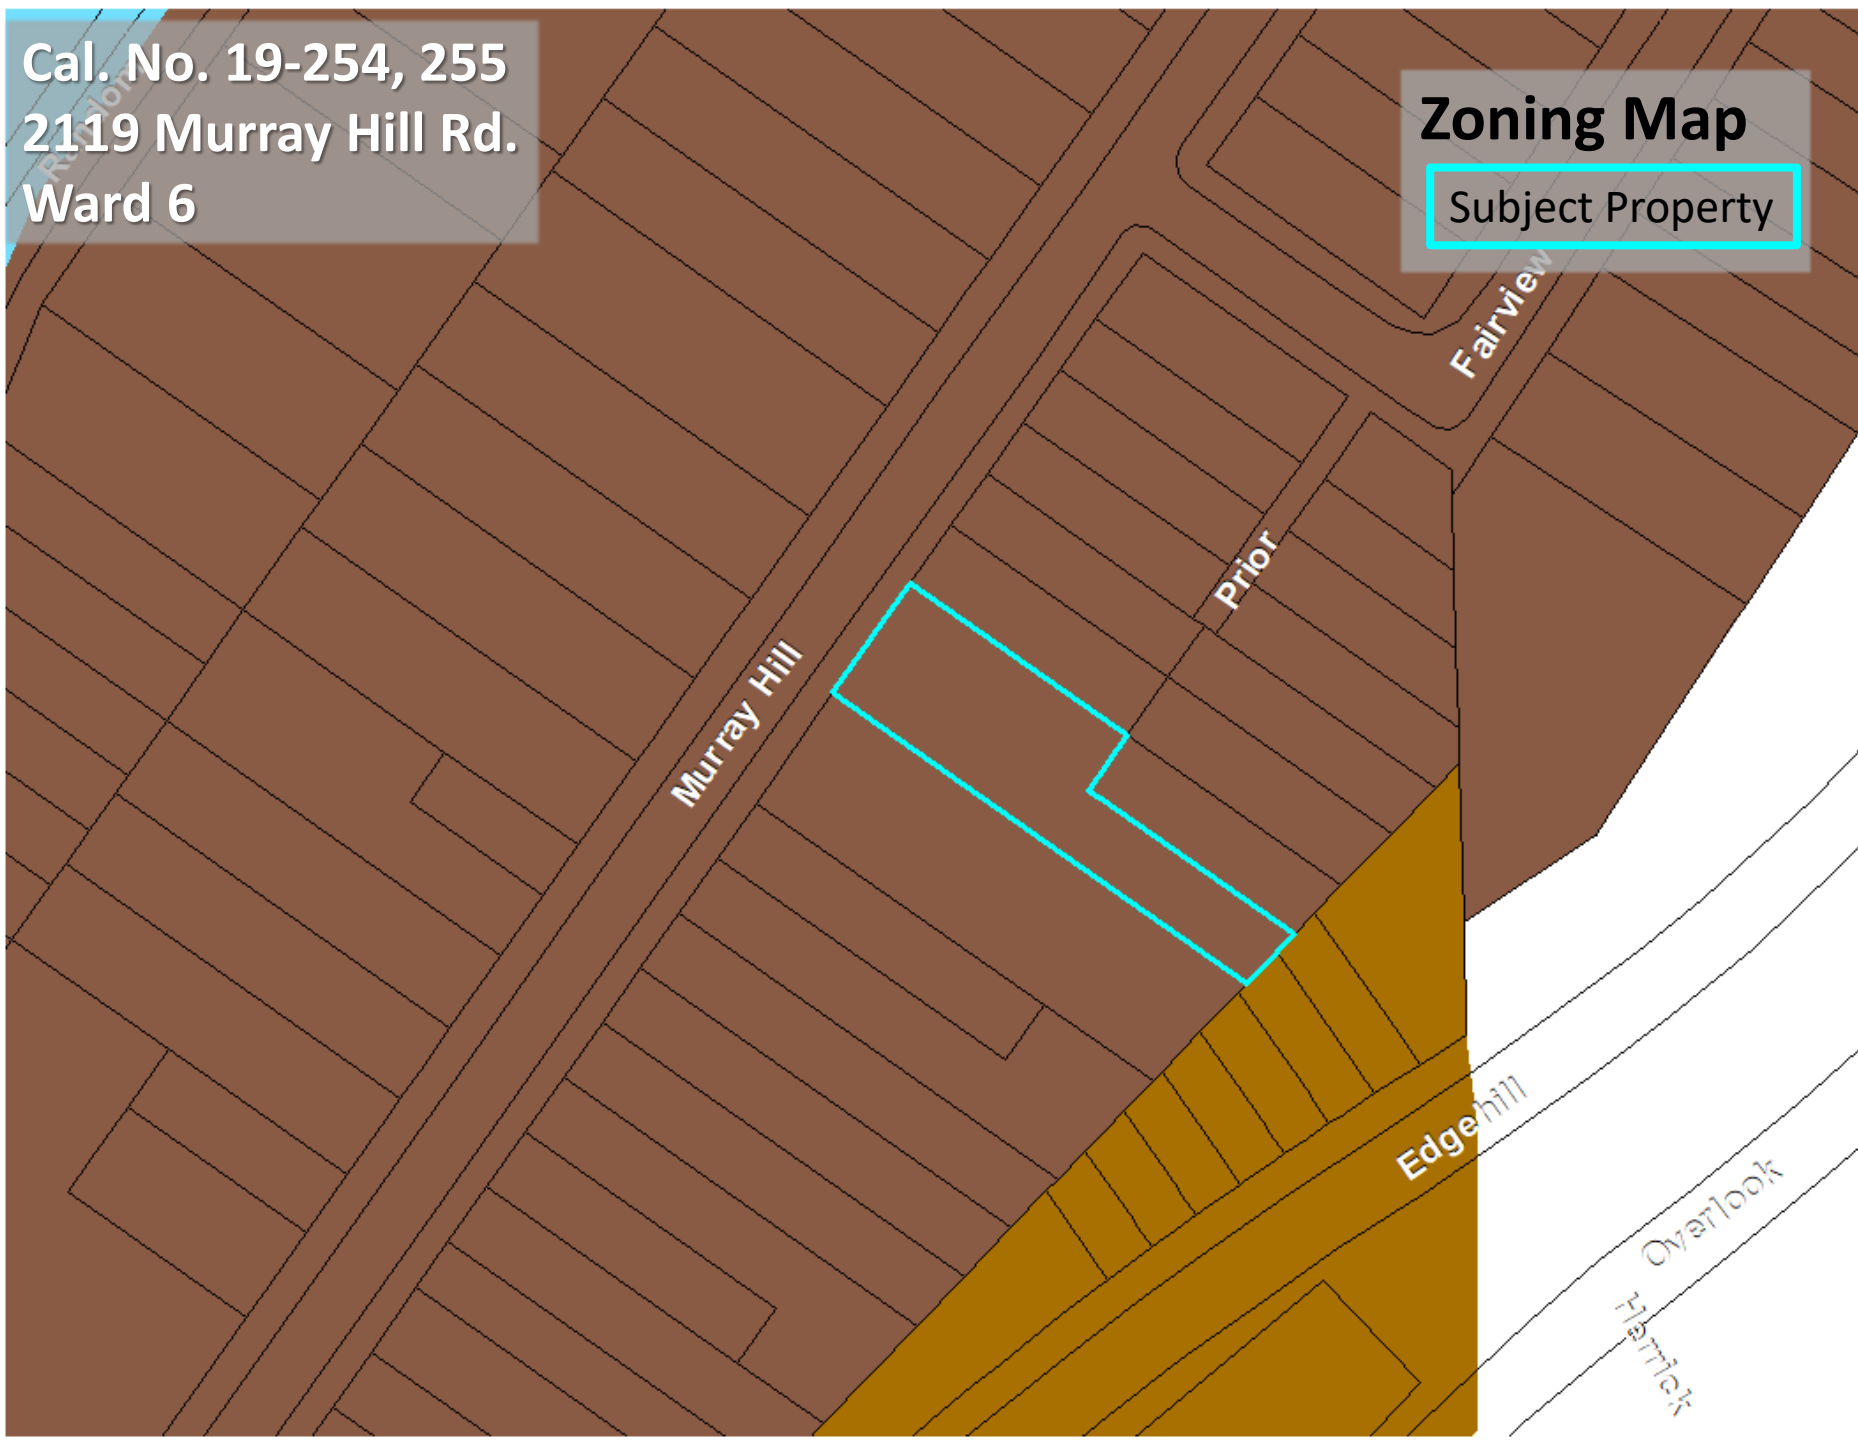 Cal. No. 19-254, 255
2119 Murray Hill Rd.
Ward 6
Zoning Map
Subject Property
Fairview
Prior
Murray Hill
Edgehill
Overlook
Herrick